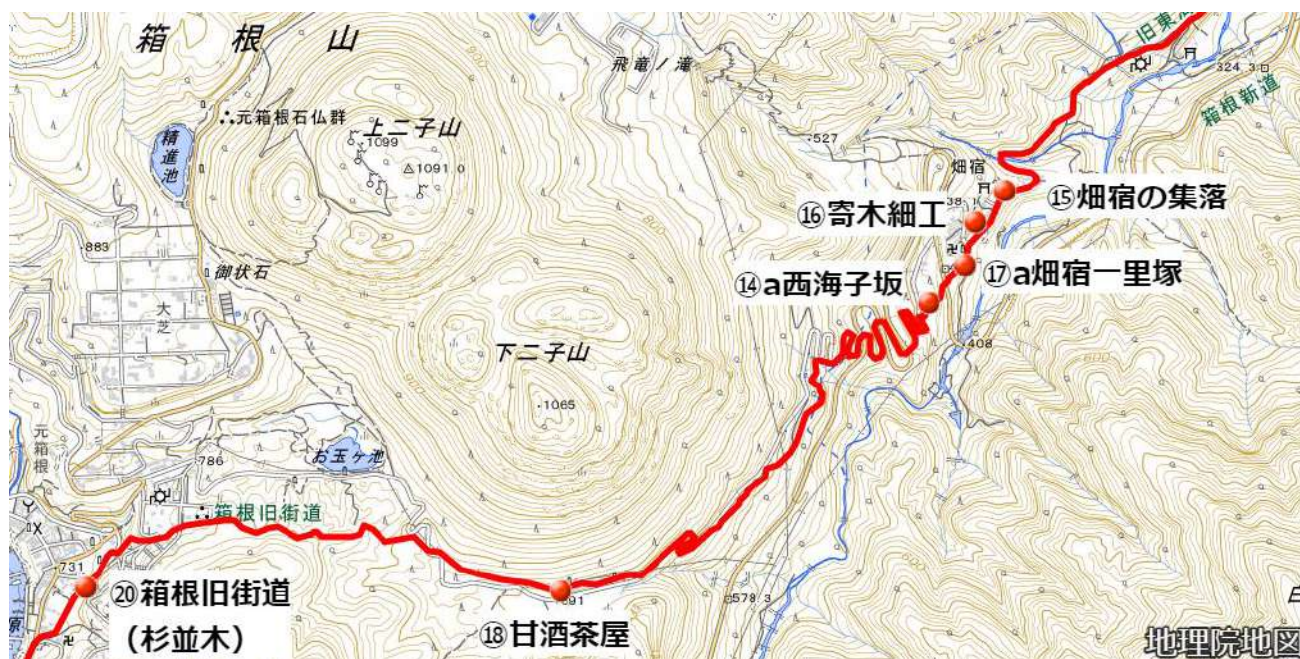 箱根山
飛竜ノ滝
旧東海
324.3
箱根新道
元箱根石仏群
上二子山
1099
1091.0
精進池
527
畑宿
⑮畑宿の集落
⑯寄木細工
883
御伏石
⑰a畑宿一里塚
⑭a西海子坂
大芝
408
下二子山
1065
元箱根
お玉ヶ池
786
箱根旧街道
731
⑳箱根旧街道
（杉並木）
⑱甘酒茶屋
578.3
地理院地図